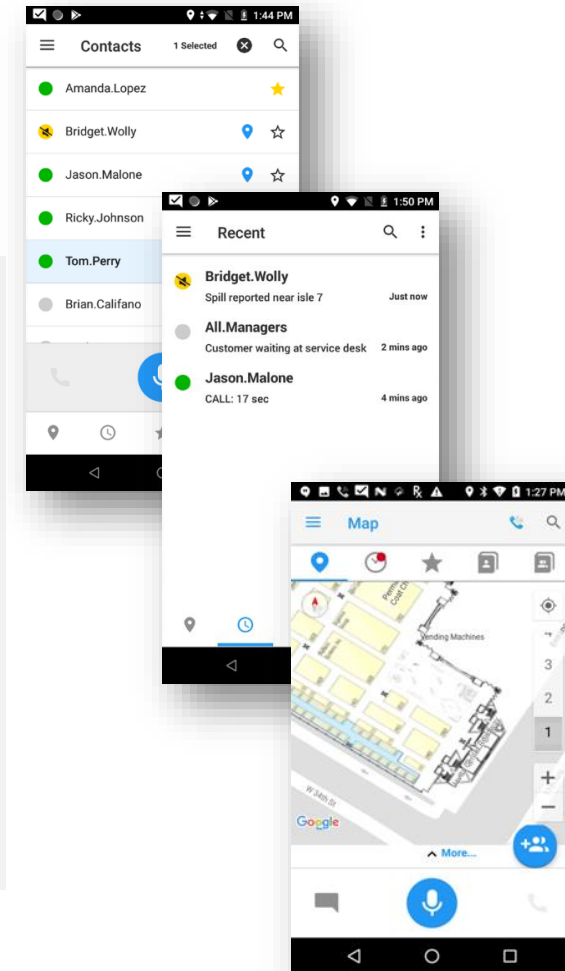 1:44 PM
Contacts 1 Selected
Amanda.Lopez
Bridget.Wolly
Jason.Malone
Ricky.Johnson
Tom.Perry
Brian.Califano
1:50 PM
Recent
Bridget.Wolly
Spill reported near isle 7 Just now
All.Managers
Customer waiting at service desk 2 mins ago
Jason.Malone
CALL: 17 sec 4 mins ago
1:27 PM
Map
Vending Machines
3
2
1
+
−
W 34th St
Google
More...